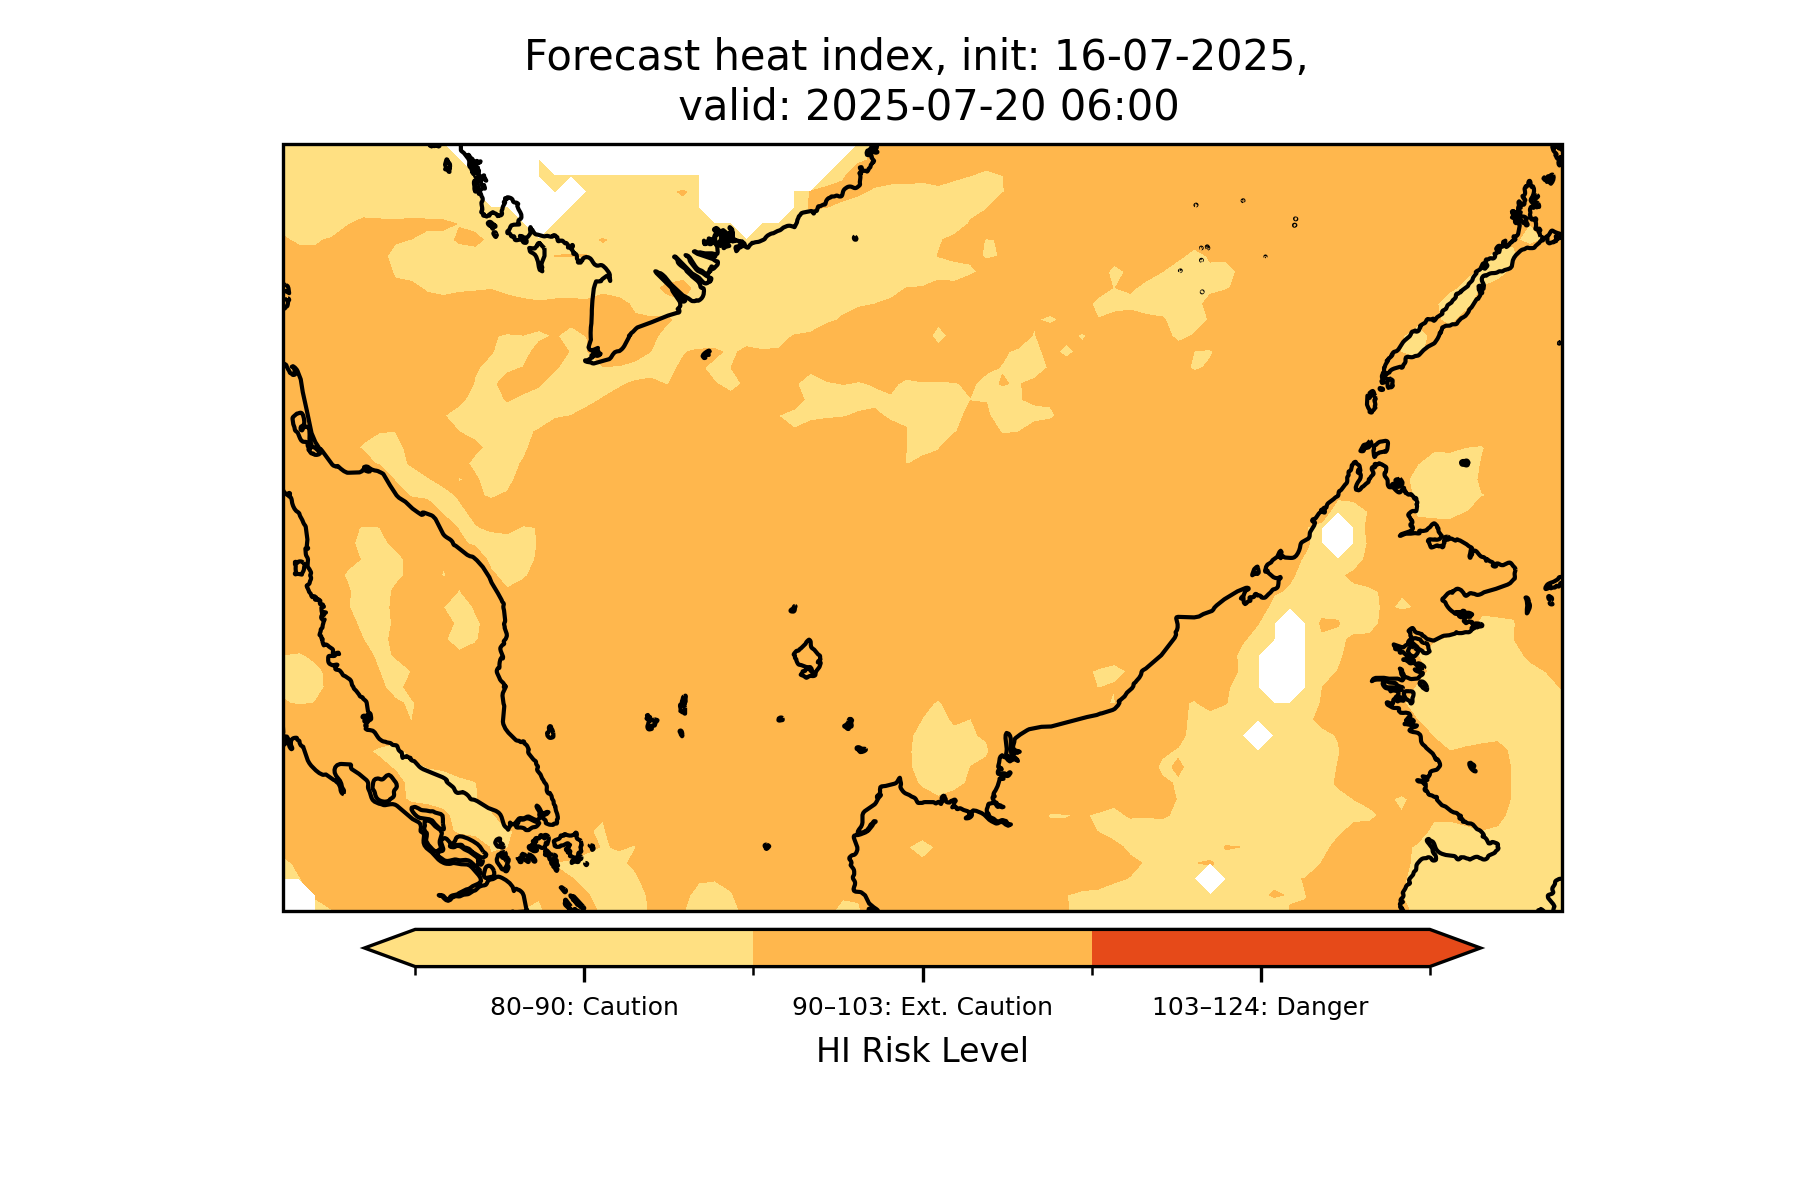 Forecast heat index, init: 16-07-2025,
valid: 2025-07-20 06:00
80–90: Caution
90–103: Ext. Caution
103–124: Danger
HI Risk Level